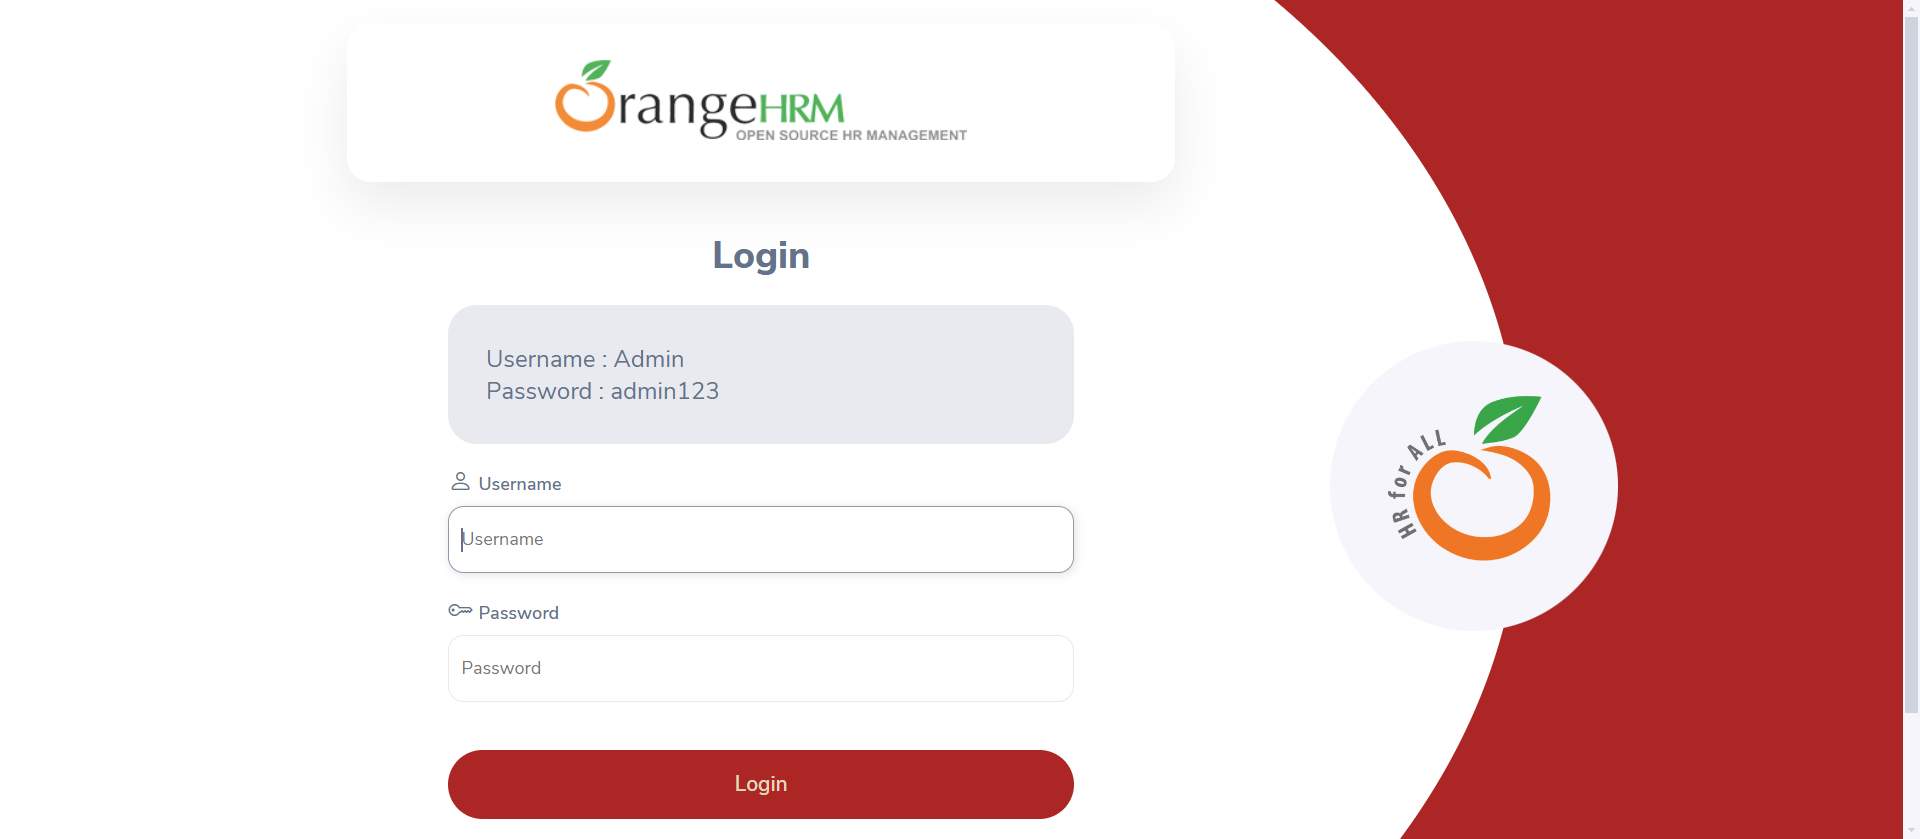 OrangeHRM
OPEN SOURCE HR MANAGEMENT
Login
Username : Admin
Password : admin123
Username
Username
Password
Password
Login
HR for ALL